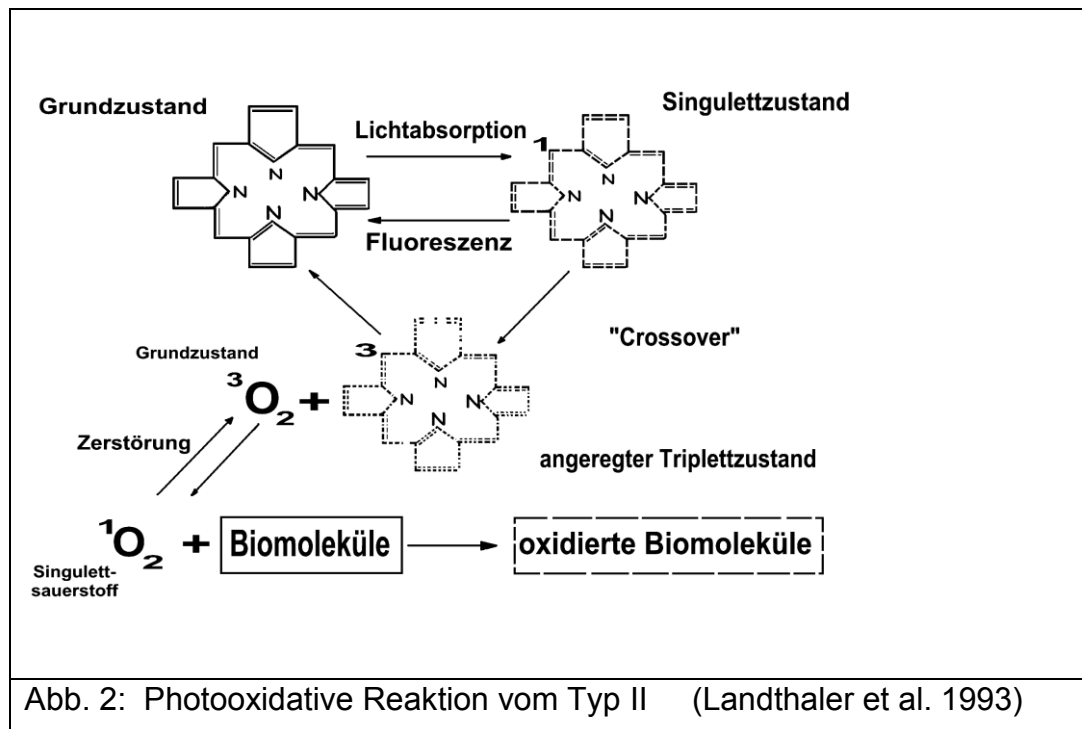 Grundzustand
Singulettzustand
Lichtabsorption
1
N
N
N
N
N
N
N
N
Fluoreszenz
"Crossover"
Grundzustand
3
N
N
N
N
³O₂ +
Zerstörung
angeregter Triplettzustand
¹O₂ + Biomoleküle oxidierte Biomoleküle
Singulett-
sauerstoff
Abb. 2: Photooxidative Reaktion vom Typ II (Landthaler et al. 1993)